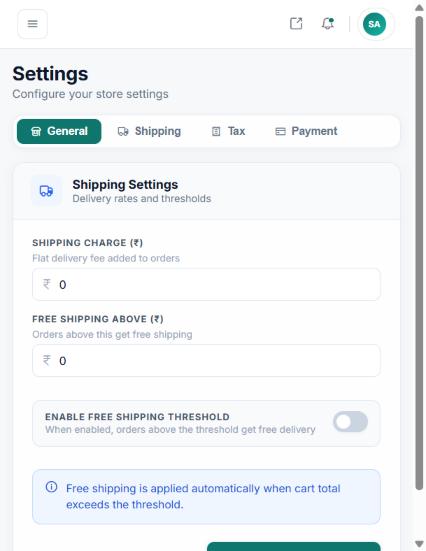 SA
Settings
Configure your store settings
General
Shipping
Tax
Payment
Shipping Settings
Delivery rates and thresholds
SHIPPING CHARGE (₹)
Flat delivery fee added to orders
₹ 0
FREE SHIPPING ABOVE (₹)
Orders above this get free shipping
₹ 0
ENABLE FREE SHIPPING THRESHOLD
When enabled, orders above the threshold get free delivery
Free shipping is applied automatically when cart total
exceeds the threshold.